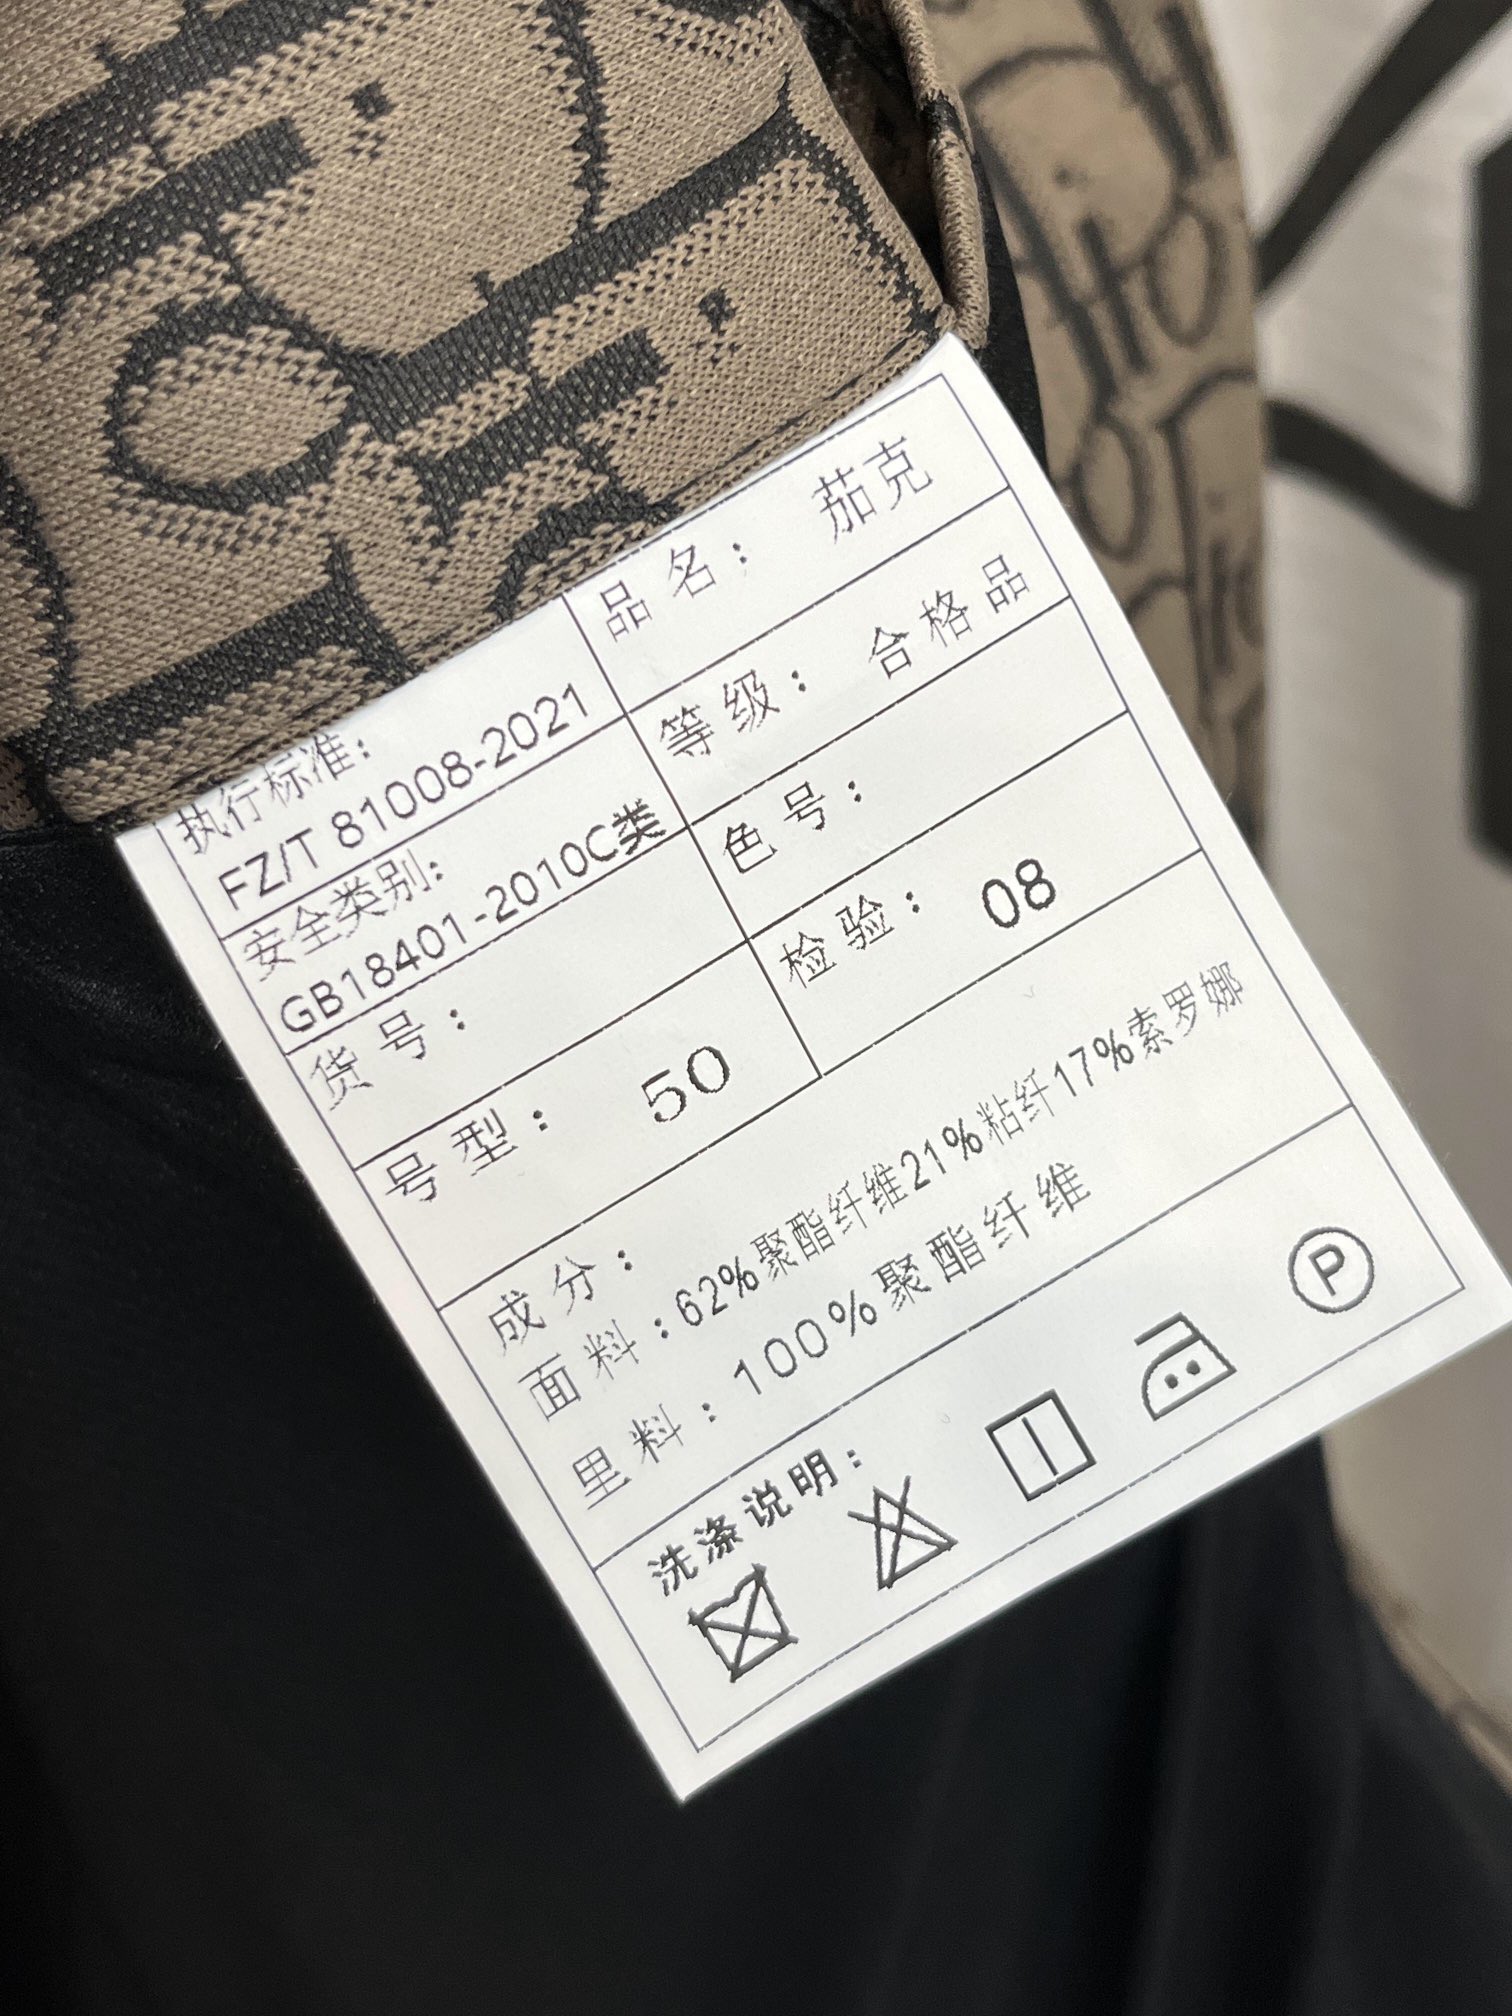 品名： 茄克
执行标准:
FZ/T 81008-2021
等级： 合格品
安全类别:
GB18401-2010C类
色号：
货号：
检验： 08
号型： 50
成分：
面料：62%聚酯纤维21%粘纤17%索罗娜
里料：100%聚酯纤维
洗涤说明：
P